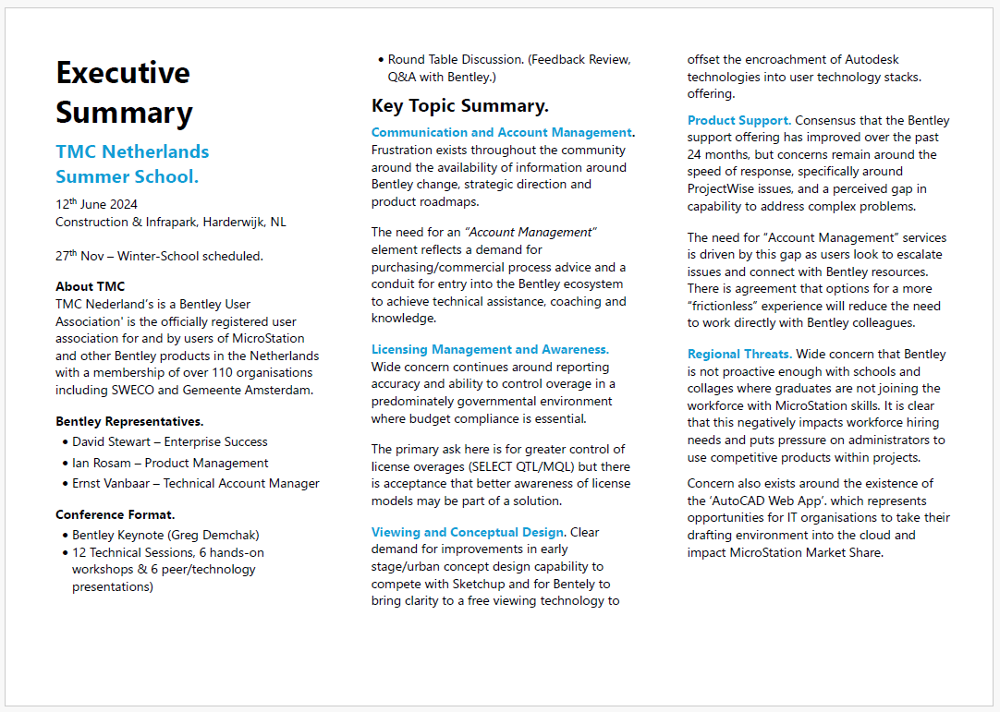 Executive
Summary
TMC Netherlands
Summer School.
12th June 2024
Construction & Infrapark, Harderwijk, NL
27th Nov – Winter-School scheduled.
About TMC
TMC Nederland’s is a Bentley User
Association' is the officially registered user
association for and by users of MicroStation
and other Bentley products in the Netherlands
with a membership of over 110 organisations
including SWECO and Gemeente Amsterdam.
Bentley Representatives.
• David Stewart – Enterprise Success
• Ian Rosam – Product Management
• Ernst Vanbaar – Technical Account Manager
Conference Format.
• Bentley Keynote (Greg Demchak)
• 12 Technical Sessions, 6 hands-on
workshops & 6 peer/technology
presentations)
• Round Table Discussion. (Feedback Review,
Q&A with Bentley.)
Key Topic Summary.
Communication and Account Management.
Frustration exists throughout the community
around the availability of information around
Bentley change, strategic direction and
product roadmaps.
The need for an “Account Management”
element reflects a demand for
purchasing/commercial process advice and a
conduit for entry into the Bentley ecosystem
to achieve technical assistance, coaching and
knowledge.
Licensing Management and Awareness.
Wide concern continues around reporting
accuracy and ability to control overage in a
predominately governmental environment
where budget compliance is essential.
The primary ask here is for greater control of
license overages (SELECT QTL/MQL) but there
is acceptance that better awareness of license
models may be part of a solution.
Viewing and Conceptual Design. Clear
demand for improvements in early
stage/urban concept design capability to
compete with Sketchup and for Bentely to
bring clarity to a free viewing technology to
offset the encroachment of Autodesk
technologies into user technology stacks.
offering.
Product Support. Consensus that the Bentley
support offering has improved over the past
24 months, but concerns remain around the
speed of response, specifically around
ProjectWise issues, and a perceived gap in
capability to address complex problems.
The need for “Account Management” services
is driven by this gap as users look to escalate
issues and connect with Bentley resources.
There is agreement that options for a more
“frictionless” experience will reduce the need
to work directly with Bentley colleagues.
Regional Threats. Wide concern that Bentley
is not proactive enough with schools and
collages where graduates are not joining the
workforce with MicroStation skills. It is clear
that this negatively impacts workforce hiring
needs and puts pressure on administrators to
use competitive products within projects.
Concern also exists around the existence of
the ‘AutoCAD Web App’. which represents
opportunities for IT organisations to take their
drafting environment into the cloud and
impact MicroStation Market Share.